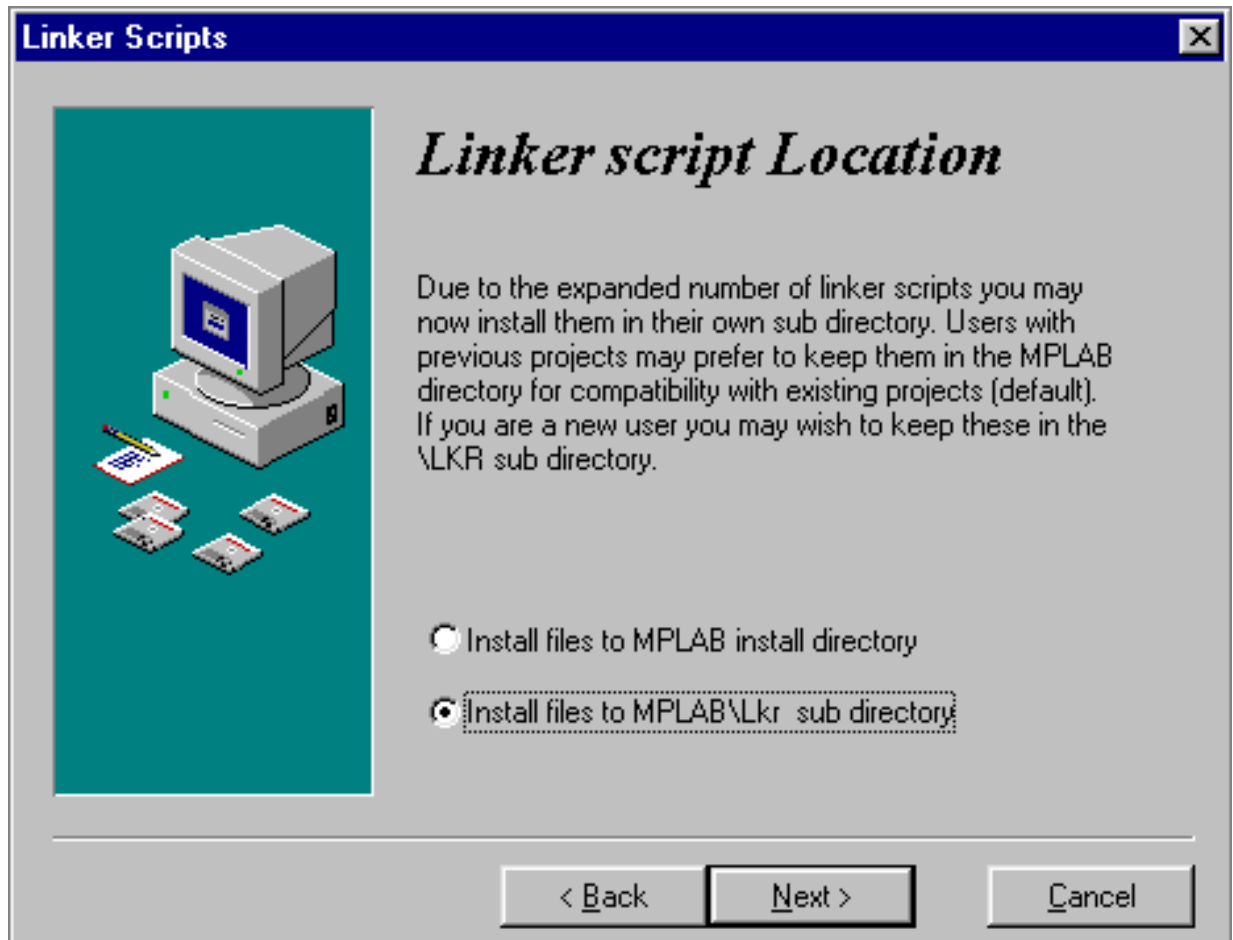 Linker Scripts
Linker script Location
Due to the expanded number of linker scripts you may
now install them in their own sub directory. Users with
previous projects may prefer to keep them in the MPLAB
directory for compatibility with existing projects (default).
If you are a new user you may wish to keep these in the
\LKR sub directory.
Install files to MPLAB install directory
Install files to MPLAB\Lkr  sub directory
< Back
Next >
Cancel